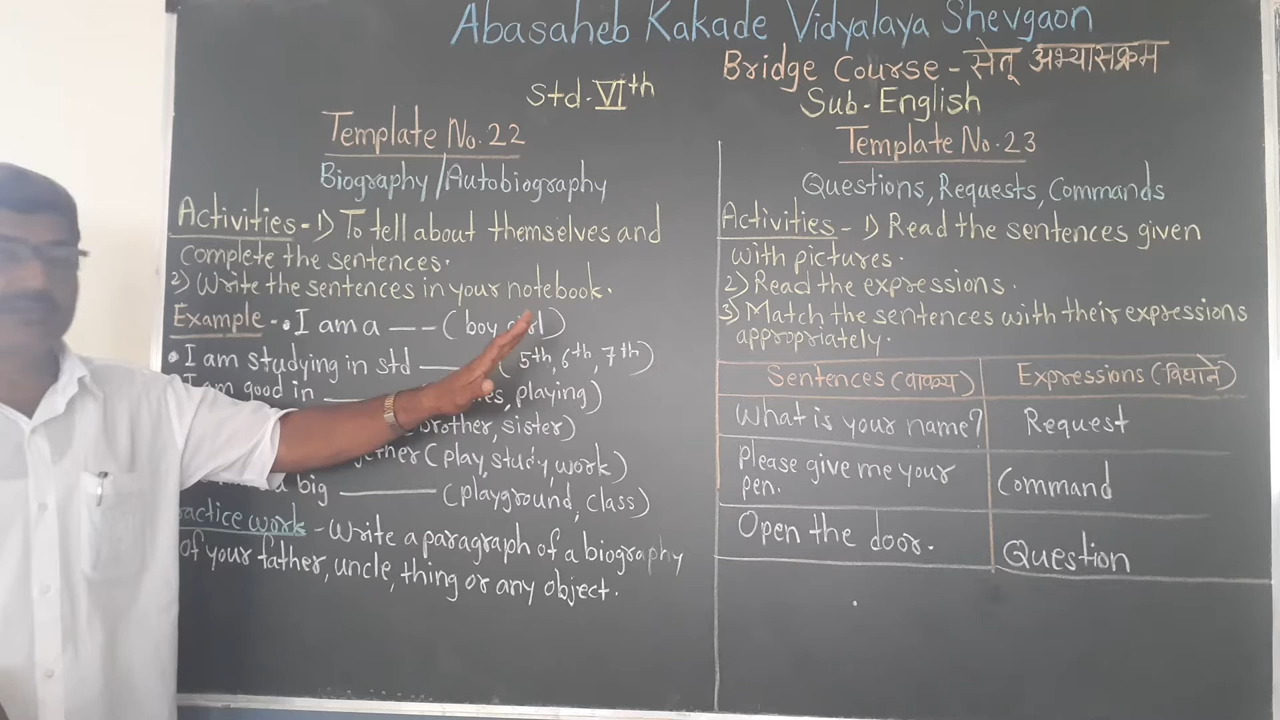 Abasaheb Kakade Vidyalaya Shevgaon
Bridge Course - सेतू अभ्यासक्रम
Std - VIth
Sub - English
Template No. 22
Biography/Autobiography
Activities - 1) To tell about themselves and
complete the sentences.
2) Write the sentences in your notebook.
Example - • I am a --- (boy girl)
• I am studying in std ___ ( 5th, 6th, 7th)
am good in ___ , playing)
brother, sister)
(play, study, work)
a big ______ (playground, class)
work - Write a paragraph of a biography
of your father, uncle, thing or any object.
Template No. 23
Questions, Requests, Commands
Activities - 1) Read the sentences given
with pictures.
2) Read the expressions.
3) Match the sentences with their expressions
appropriately.
Sentences (वाक्य) Expressions (विधाने)
What is your name? Request
Please give me your Command
pen.
Open the door. Question